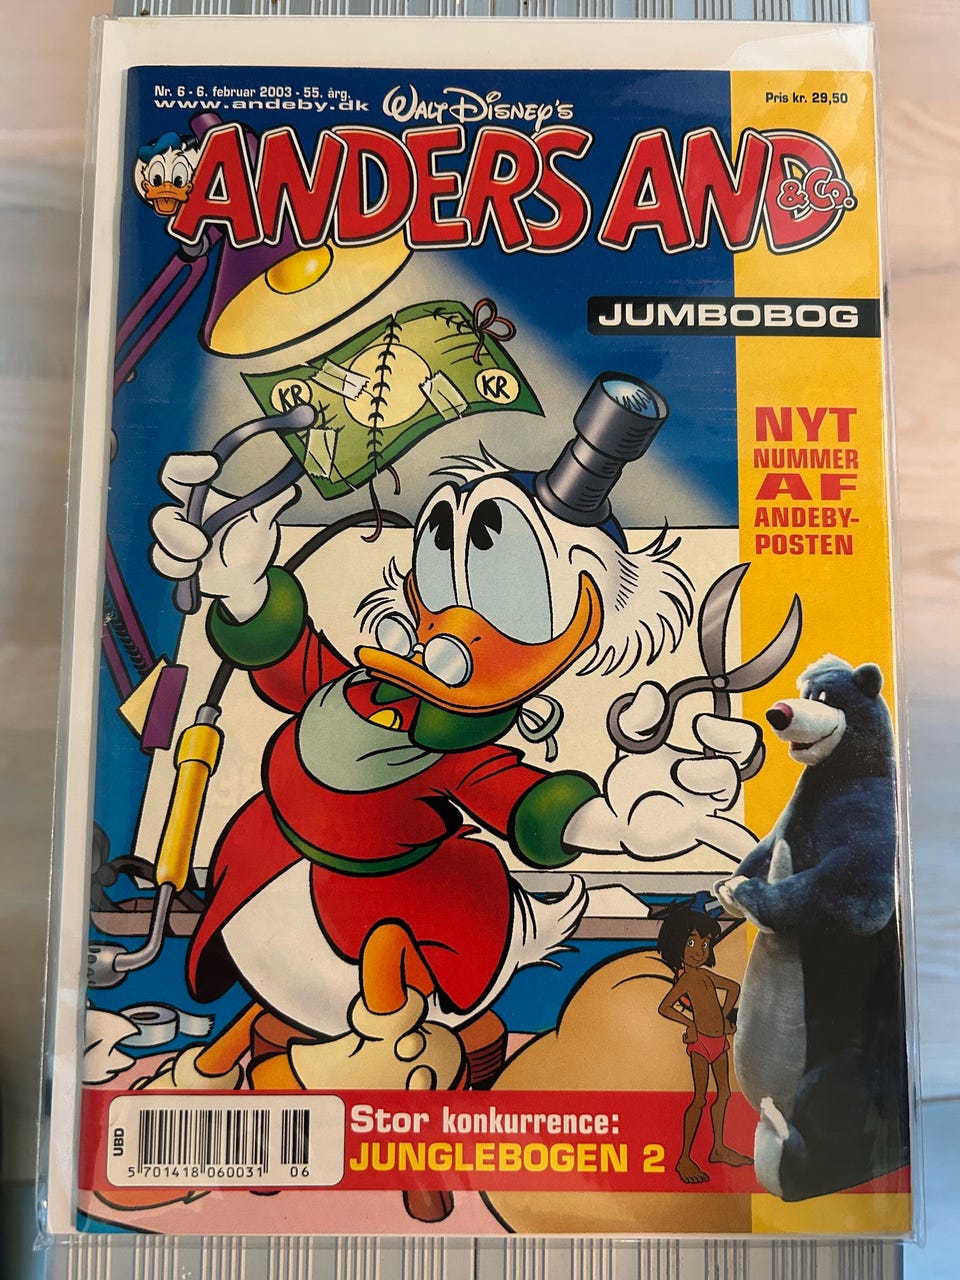 Nr. 6 - 6. februar 2003 - 55. årg.
www.andeby.dk
WALT DISNEY'S
Pris kr. 29,50
ANDERS AND
& CO.
JUMBOBOG
KR
KR
NYT
NUMMER
AF
ANDEBY-
POSTEN
Stor konkurrence:
JUNGLEBOGEN 2
UBD
5 701418 060031 06